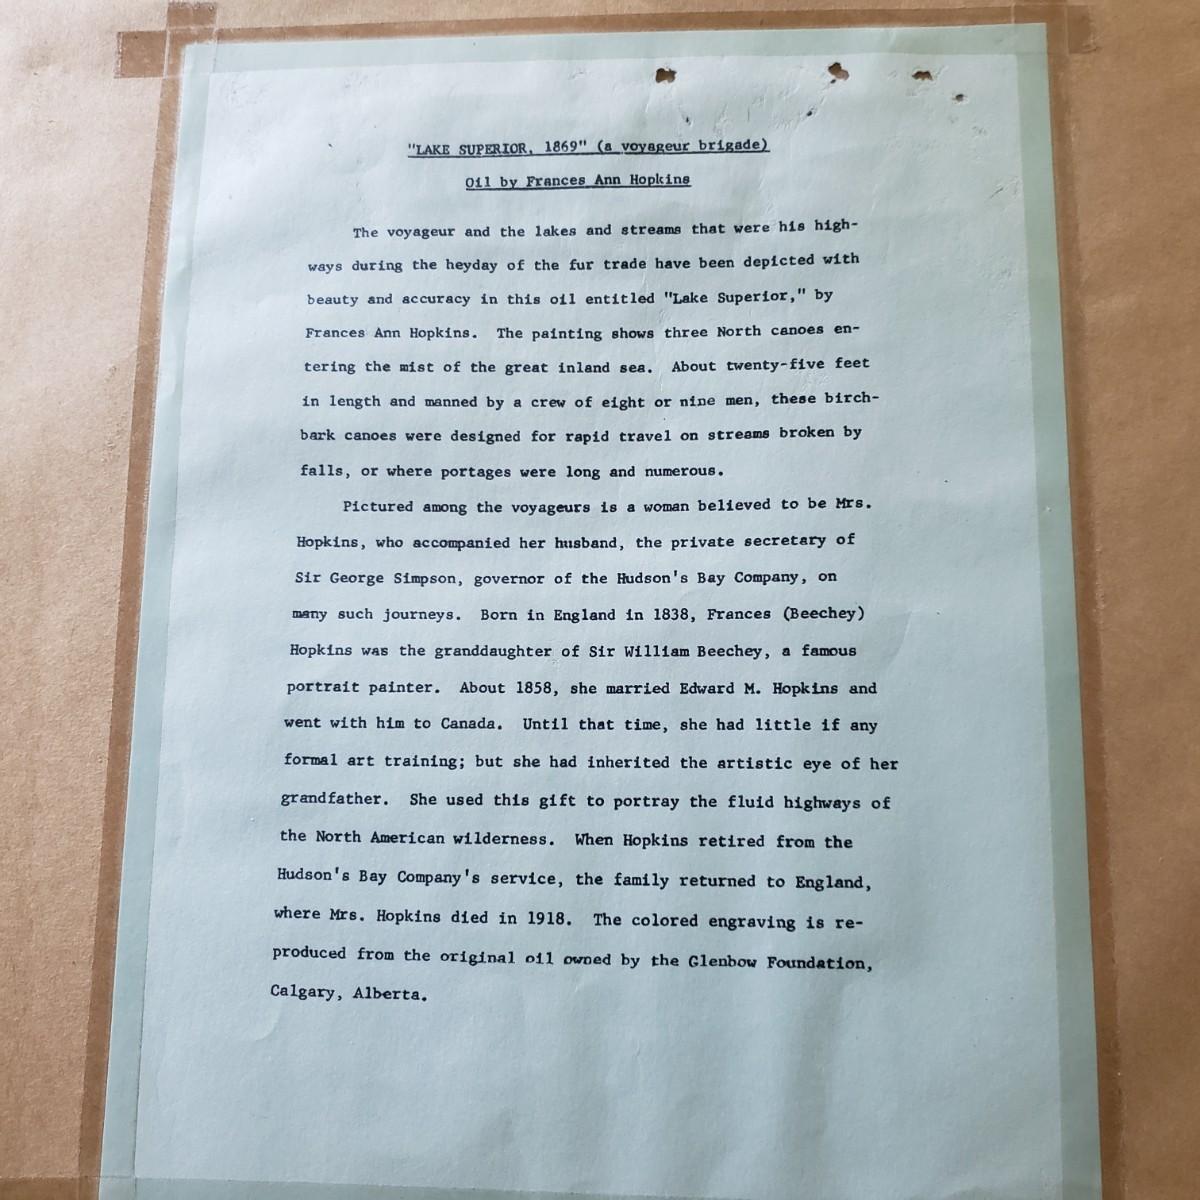 "LAKE SUPERIOR, 1869" (a voyageur brigade)
Oil by Frances Ann Hopkins
The voyageur and the lakes and streams that were his high-
ways during the heyday of the fur trade have been depicted with
beauty and accuracy in this oil entitled "Lake Superior," by
Frances Ann Hopkins. The painting shows three North canoes en-
tering the mist of the great inland sea. About twenty-five feet
in length and manned by a crew of eight or nine men, these birch-
bark canoes were designed for rapid travel on streams broken by
falls, or where portages were long and numerous.
Pictured among the voyageurs is a woman believed to be Mrs.
Hopkins, who accompanied her husband, the private secretary of
Sir George Simpson, governor of the Hudson's Bay Company, on
many such journeys. Born in England in 1838, Frances (Beechey)
Hopkins was the granddaughter of Sir William Beechey, a famous
portrait painter. About 1858, she married Edward M. Hopkins and
went with him to Canada. Until that time, she had little if any
formal art training; but she had inherited the artistic eye of her
grandfather. She used this gift to portray the fluid highways of
the North American wilderness. When Hopkins retired from the
Hudson's Bay Company's service, the family returned to England,
where Mrs. Hopkins died in 1918. The colored engraving is re-
produced from the original oil owned by the Glenbow Foundation,
Calgary, Alberta.